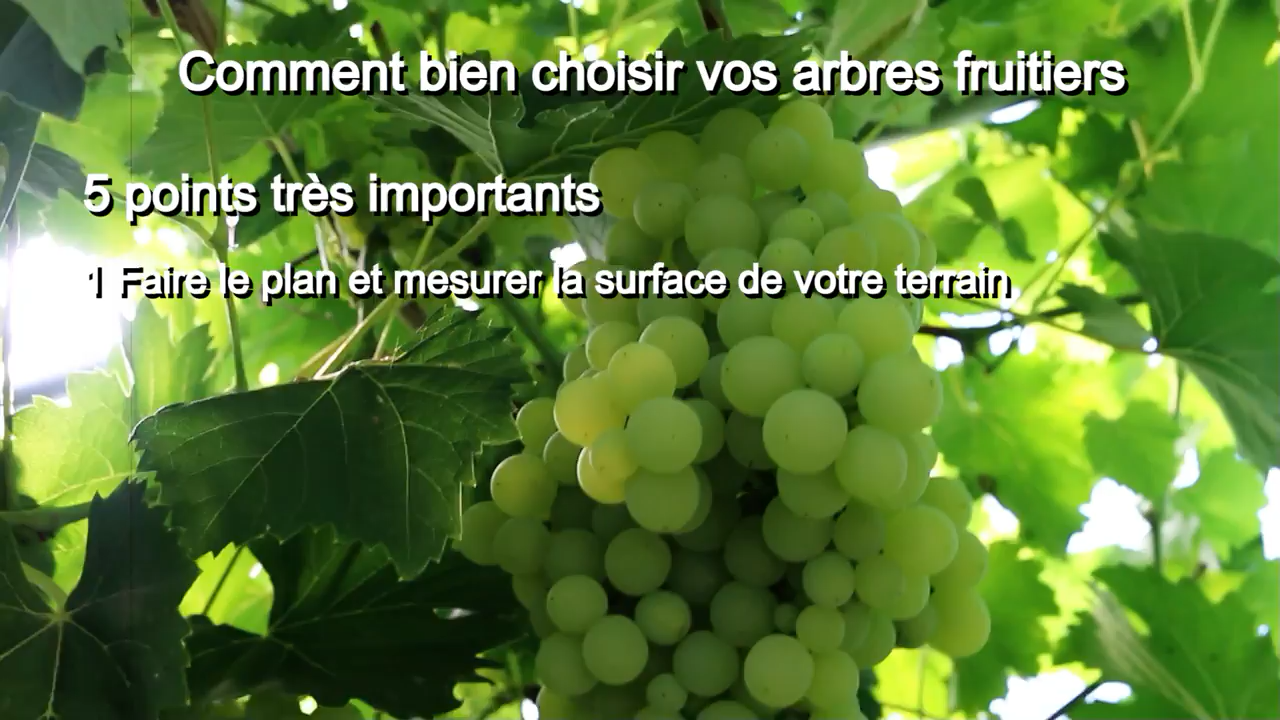 Comment bien choisir vos arbres fruitiers
5 points très importants
1 Faire le plan et mesurer la surface de votre terrain